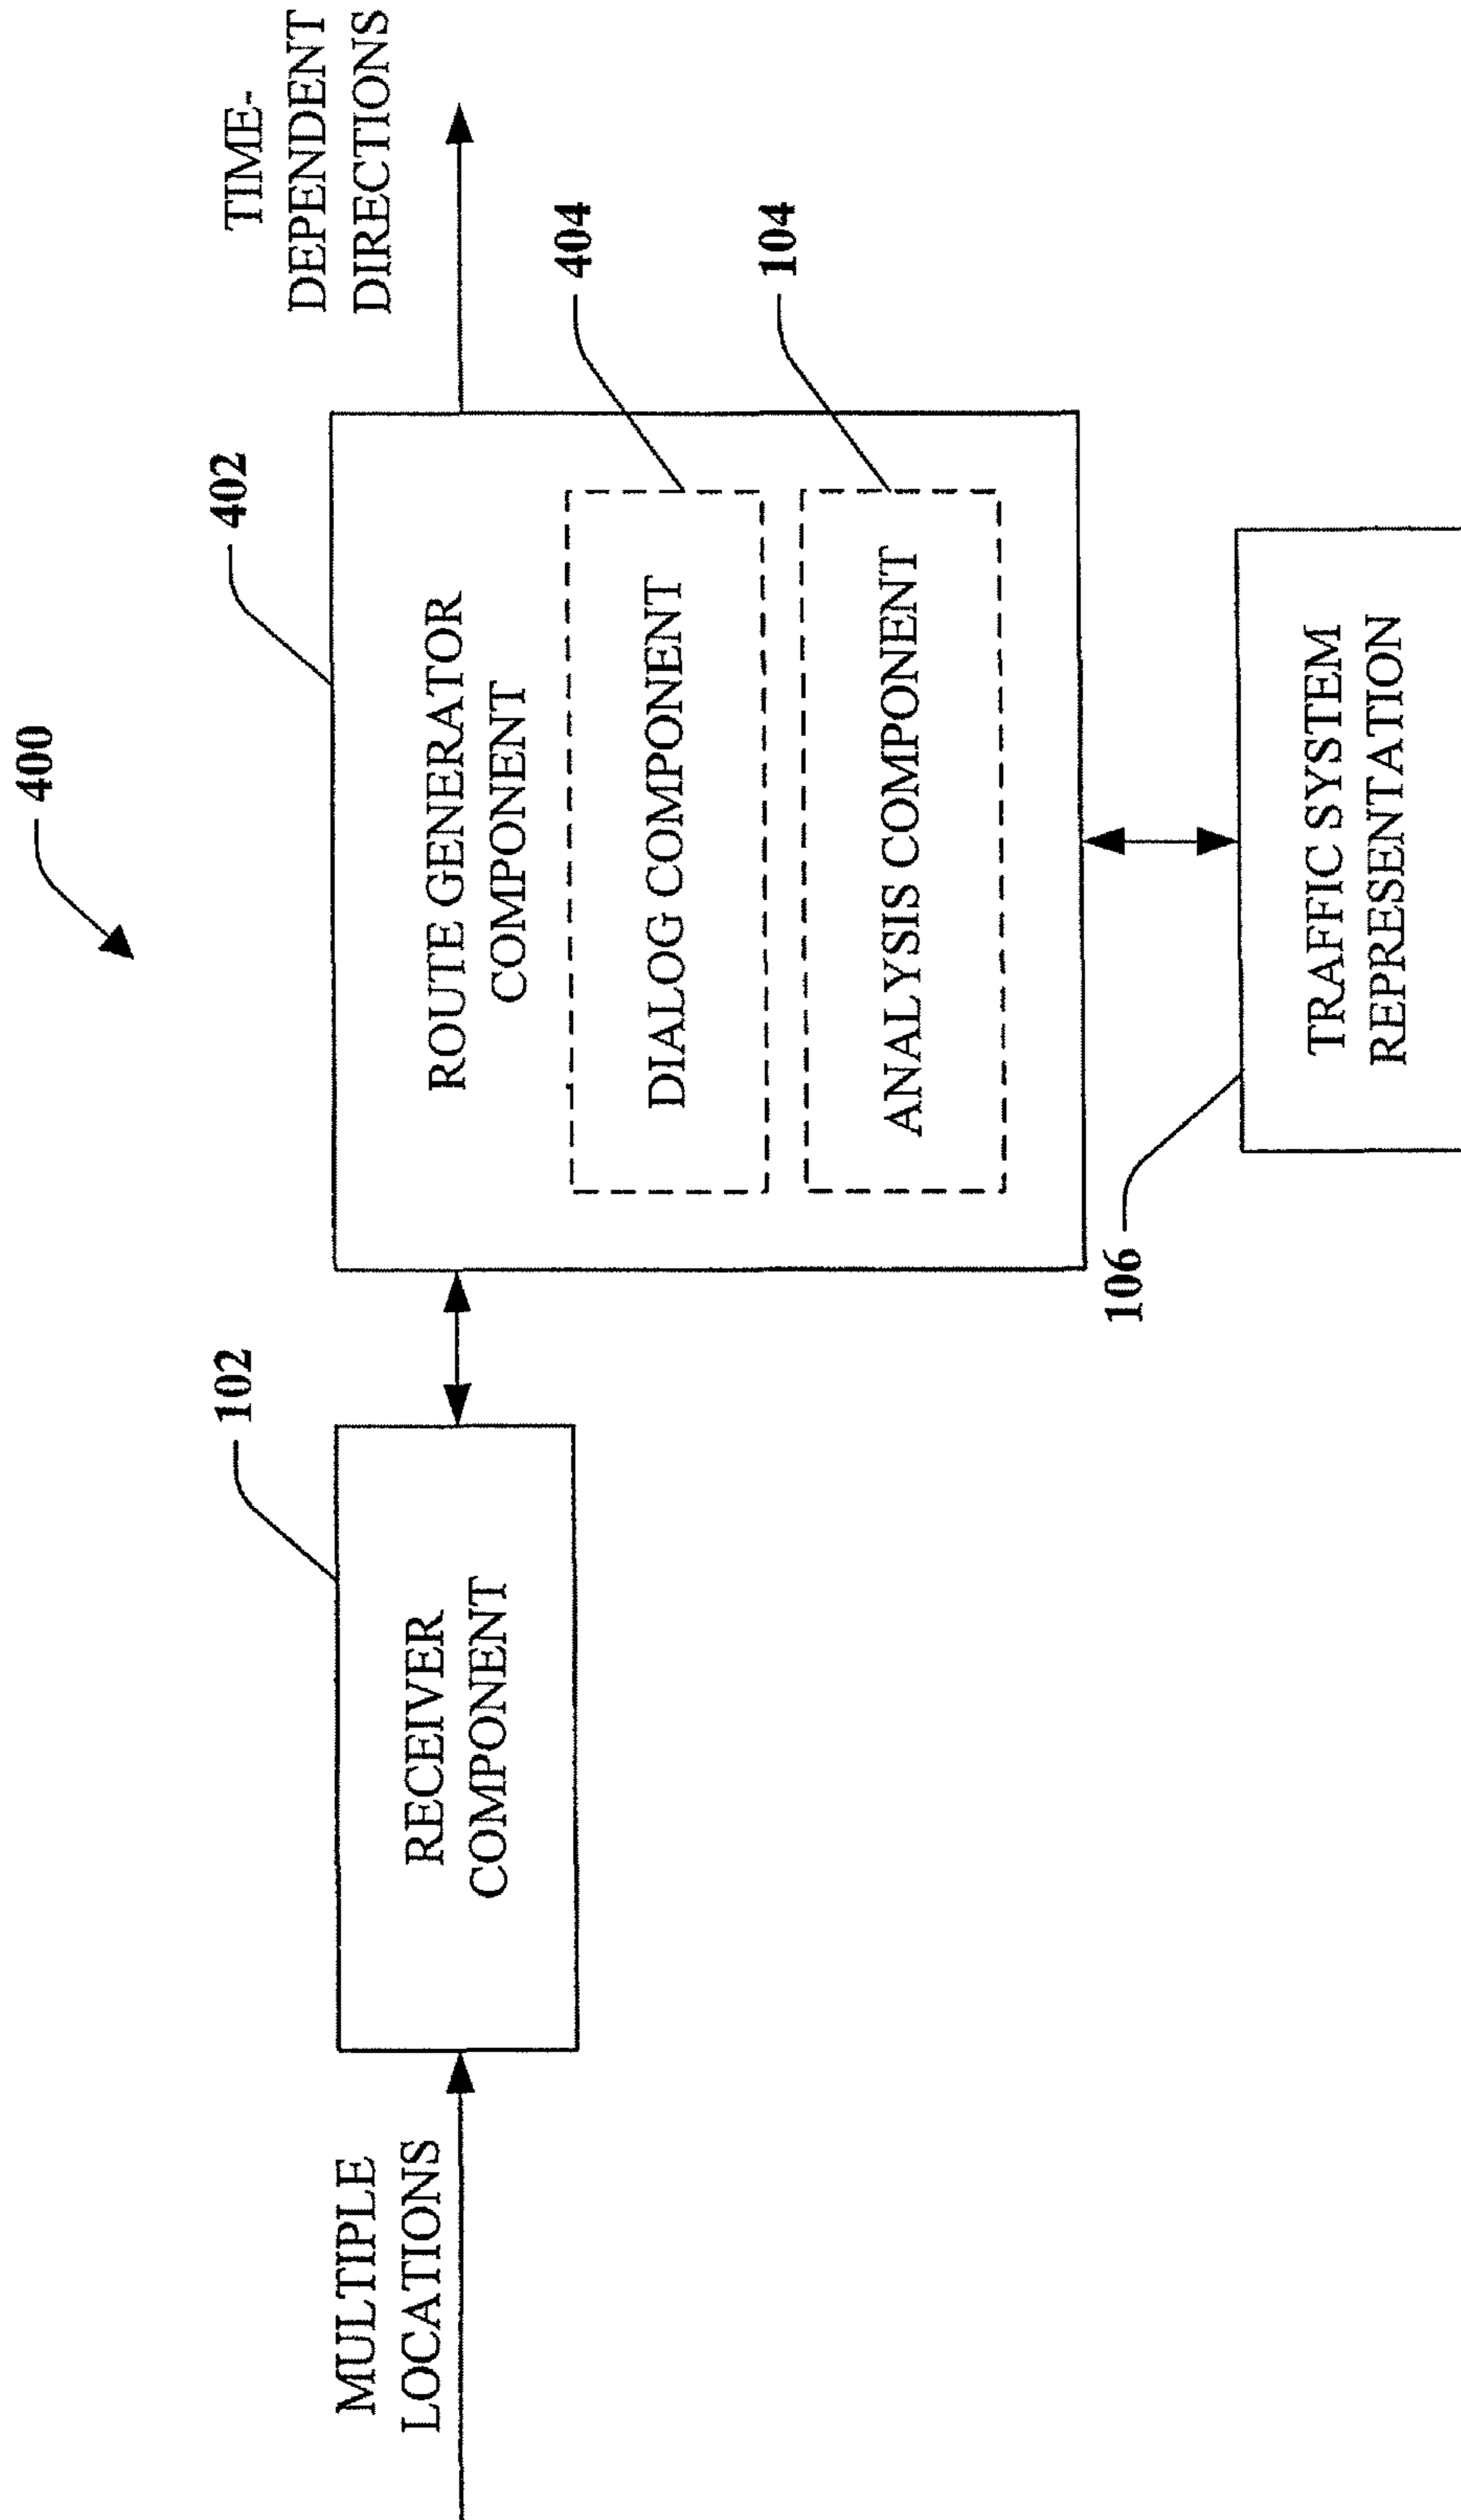 400
MULTIPLE
LOCATIONS
102
RECEIVER
COMPONENT
402
ROUTE GENERATOR
COMPONENT
DIALOG COMPONENT
404
ANALYSIS COMPONENT
104
TIME-
DEPENDENT
DIRECTIONS
106
TRAFFIC SYSTEM
REPRESENTATION